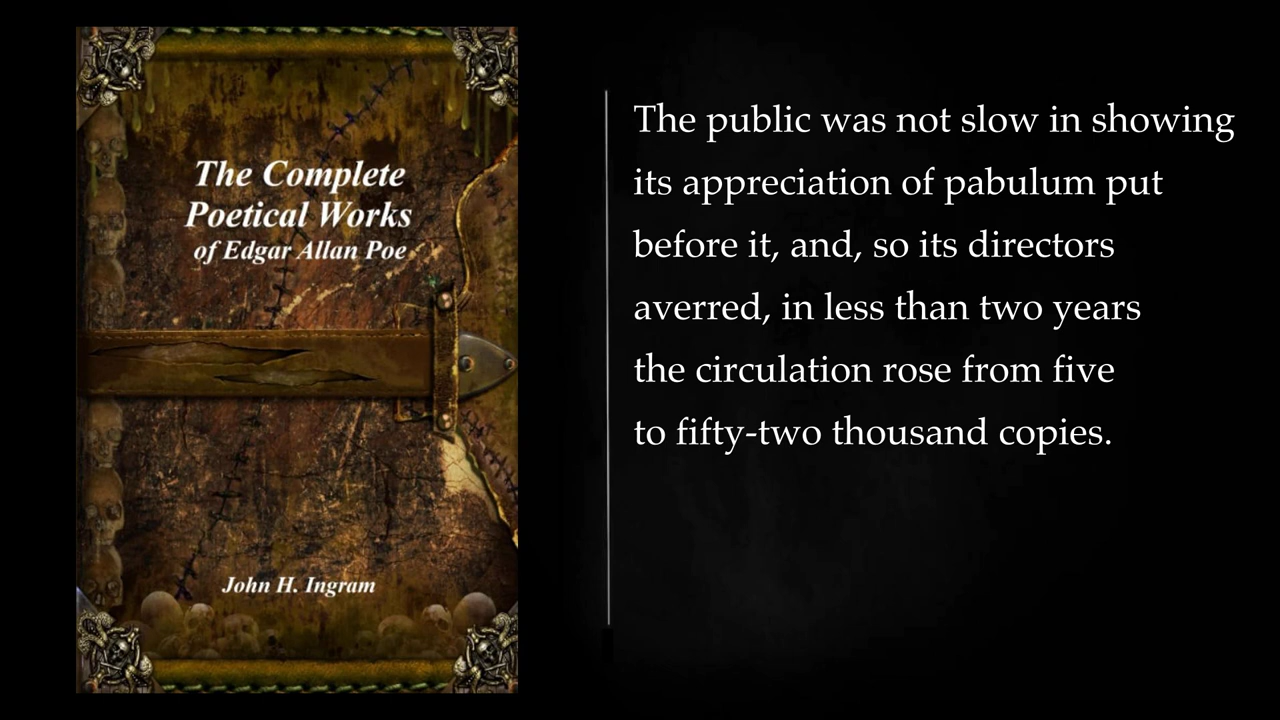 The Complete
Poetical Works
of Edgar Allan Poe
John H. Ingram
The public was not slow in showing
its appreciation of pabulum put
before it, and, so its directors
averred, in less than two years
the circulation rose from five
to fifty-two thousand copies.